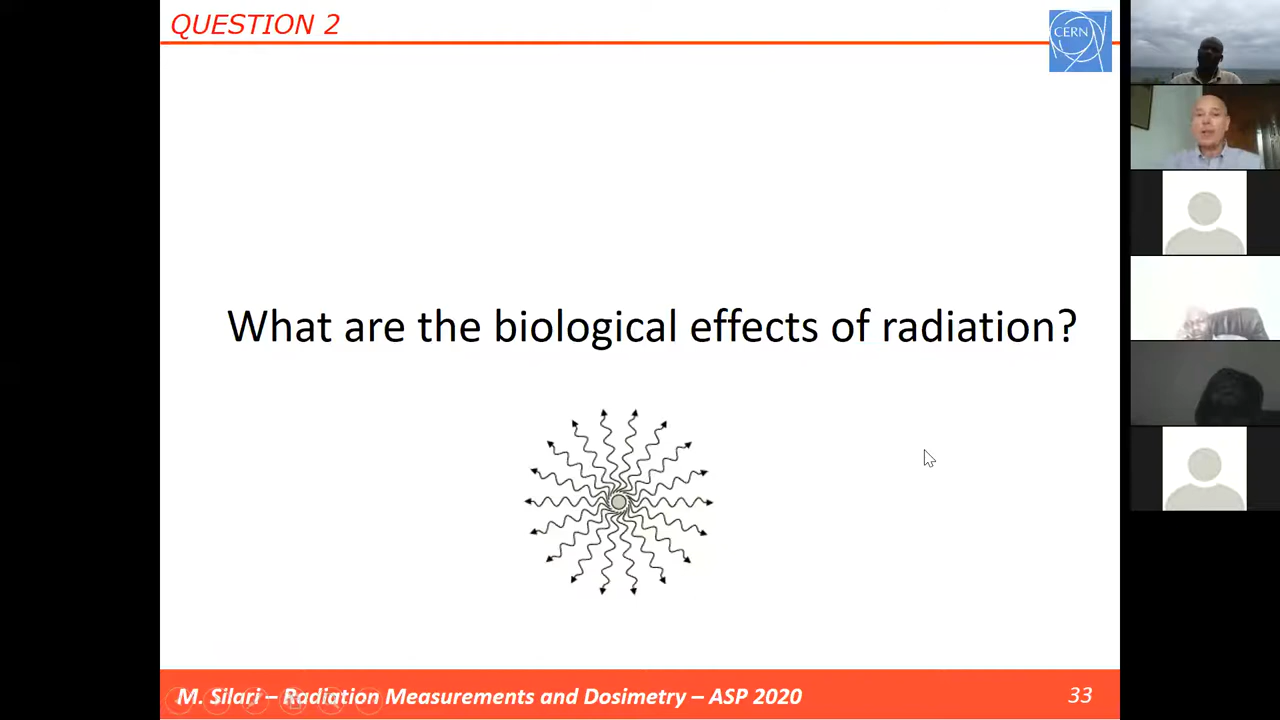 QUESTION 2
CERN
What are the biological effects of radiation?
M. Silari – Radiation Measurements and Dosimetry – ASP 2020
33